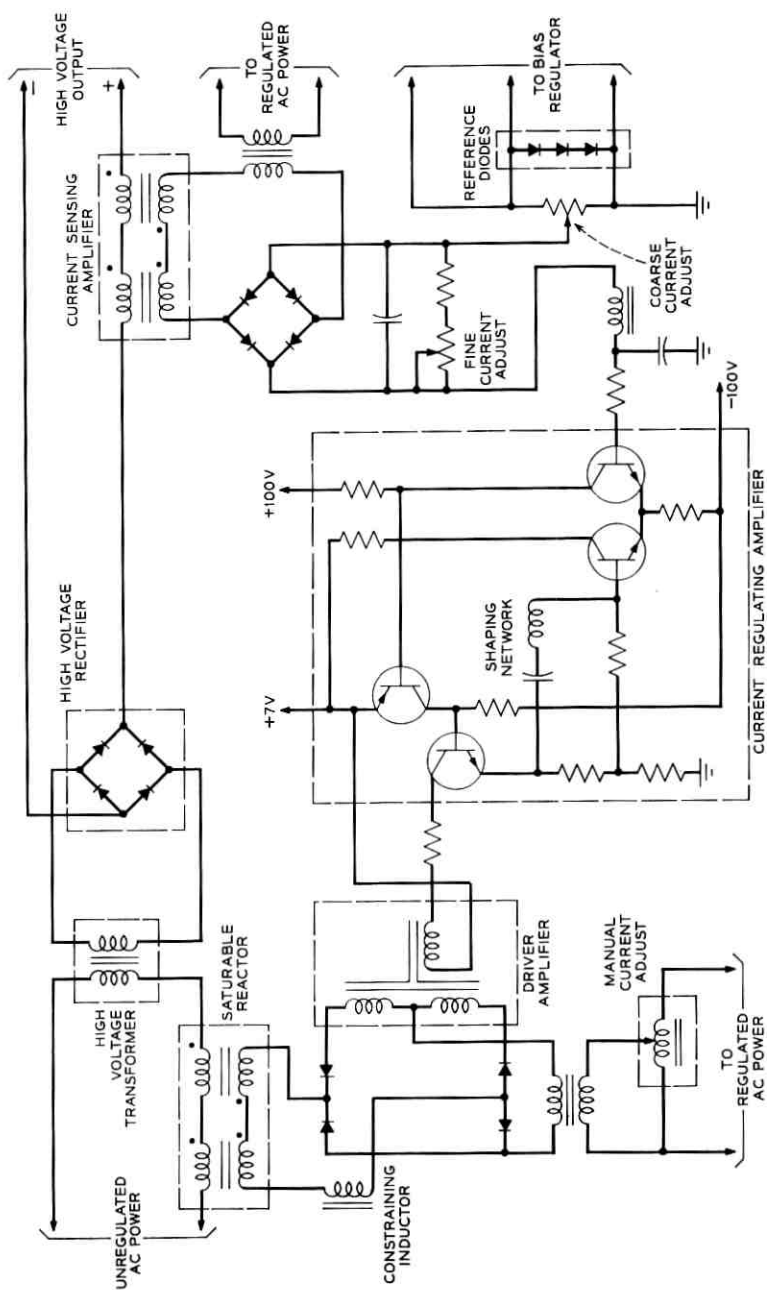 UNREGULATED
AC POWER
HIGH
VOLTAGE
TRANSFORMER
HIGH VOLTAGE
RECTIFIER
CURRENT SENSING
AMPLIFIER
HIGH VOLTAGE
OUTPUT
−
+
SATURABLE
REACTOR
TO
REGULATED
AC POWER
CONSTRAINING
INDUCTOR
DRIVER
AMPLIFIER
+7V
+100V
FINE
CURRENT
ADJUST
REFERENCE
DIODES
TO BIAS
REGULATOR
COARSE
CURRENT
ADJUST
SHAPING
NETWORK
-100V
MANUAL
CURRENT
ADJUST
TO
REGULATED
AC POWER
CURRENT REGULATING AMPLIFIER